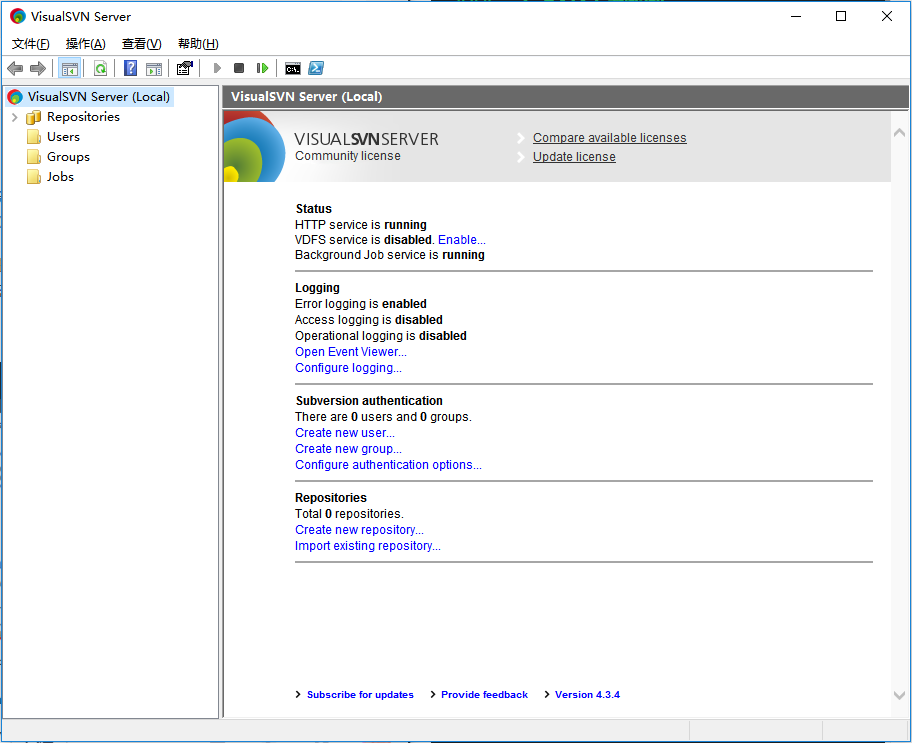 VisualSVN Server
文件(F) 操作(A) 查看(V) 帮助(H)
VisualSVN Server (Local)
Repositories
Users
Groups
Jobs
VisualSVN Server (Local)
VISUALSVNSERVER
Community license
Compare available licenses
Update license
Status
HTTP service is running
VDFS service is disabled. Enable...
Background Job service is running
Logging
Error logging is enabled
Access logging is disabled
Operational logging is disabled
Open Event Viewer...
Configure logging...
Subversion authentication
There are 0 users and 0 groups.
Create new user...
Create new group...
Configure authentication options...
Repositories
Total 0 repositories.
Create new repository...
Import existing repository...
Subscribe for updates Provide feedback Version 4.3.4